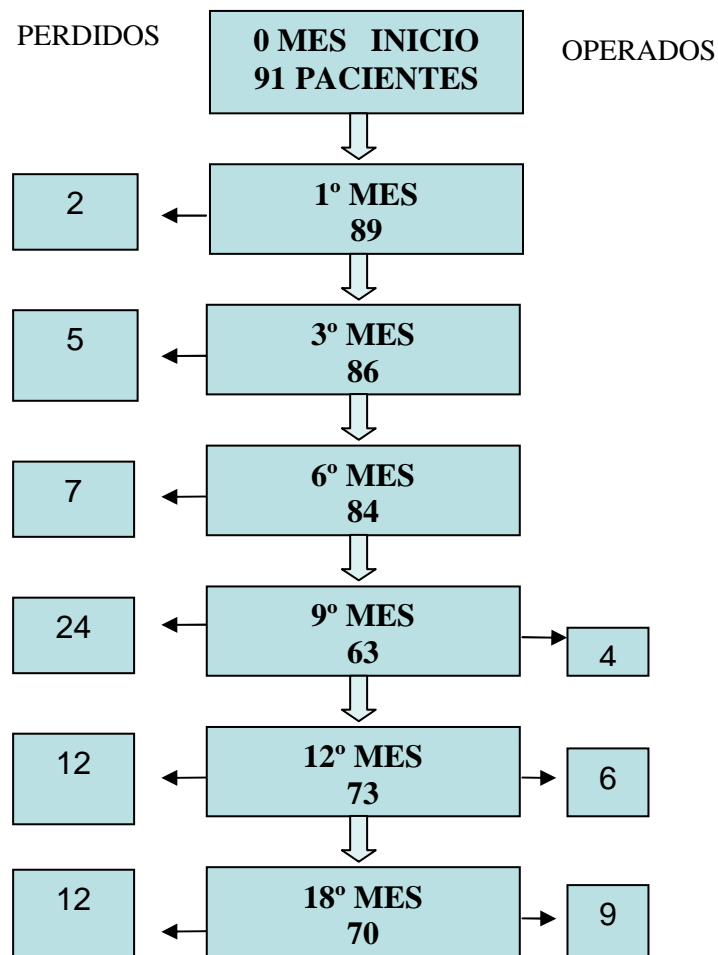 PERDIDOS
0 MES INICIO
91 PACIENTES
OPERADOS
2
1º MES
89
5
3º MES
86
7
6º MES
84
24
9º MES
63
4
12
12º MES
73
6
12
18º MES
70
9